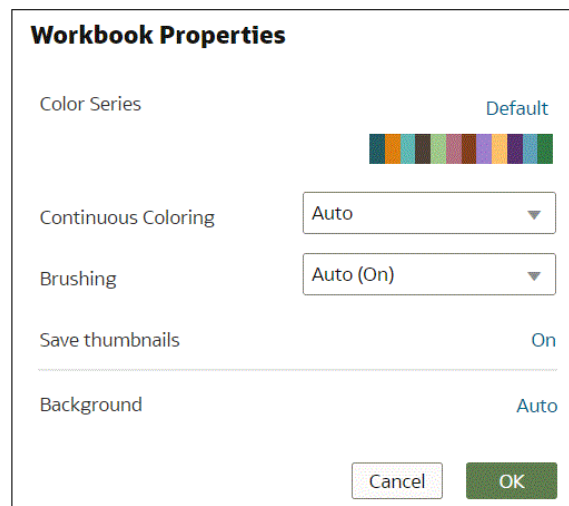 Workbook Properties
Color Series
Default
Continuous Coloring
Auto
Brushing
Auto (On)
Save thumbnails
On
Background
Auto
Cancel
OK